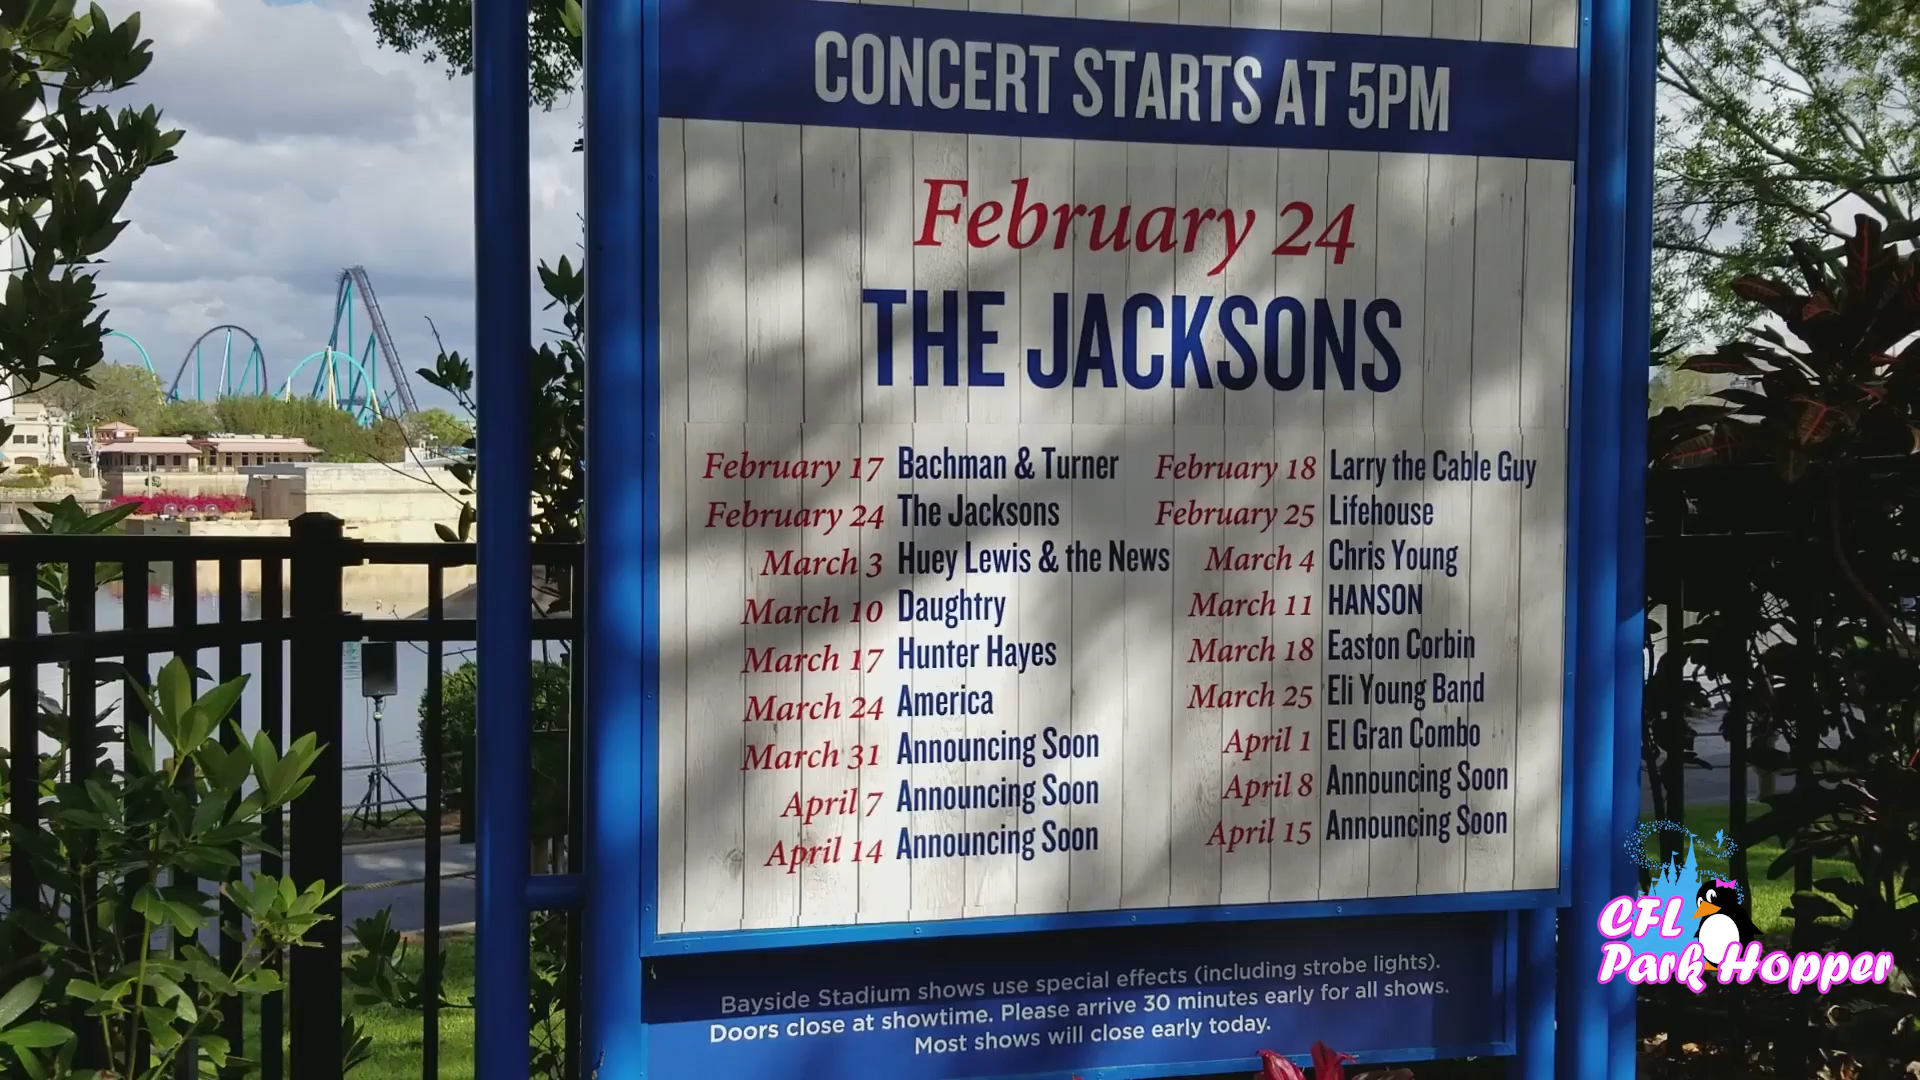 CONCERT STARTS AT 5PM
February 24
THE JACKSONS
February 17 Bachman & Turner
February 24 The Jacksons
March 3 Huey Lewis & the News
March 10 Daughtry
March 17 Hunter Hayes
March 24 America
March 31 Announcing Soon
April 7 Announcing Soon
April 14 Announcing Soon
February 18 Larry the Cable Guy
February 25 Lifehouse
March 4 Chris Young
March 11 HANSON
March 18 Easton Corbin
March 25 Eli Young Band
April 1 El Gran Combo
April 8 Announcing Soon
April 15 Announcing Soon
Bayside Stadium shows use special effects (including strobe lights).
Doors close at showtime. Please arrive 30 minutes early for all shows.
Most shows will close early today.
CFL
Park Hopper